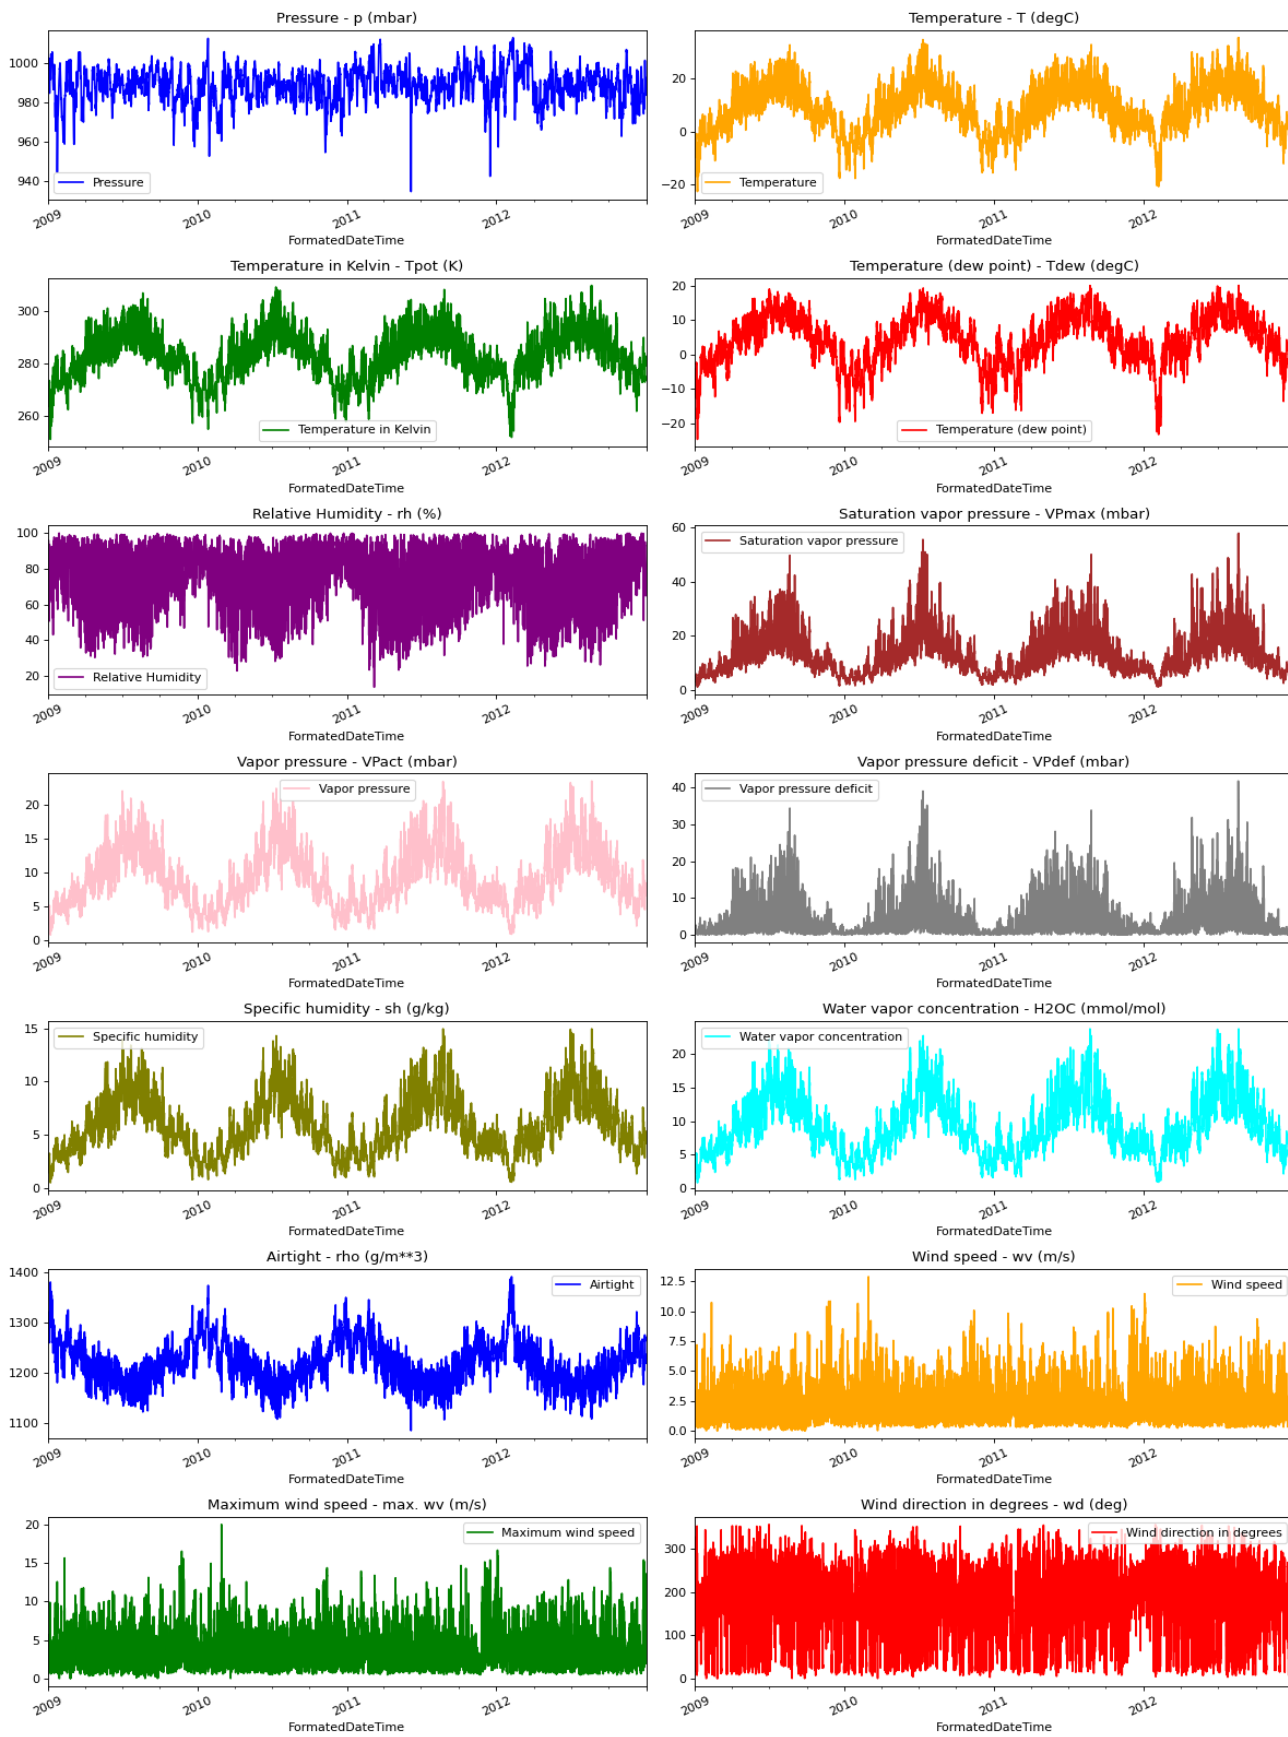 Pressure - p (mbar)
1000
980
960
940
Pressure
2009
2010
2011
2012
FormatedDateTime
Temperature - T (degC)
20
0
−20
Temperature
2009
2010
2011
2012
FormatedDateTime
Temperature in Kelvin - Tpot (K)
300
280
260
Temperature in Kelvin
2009
2010
2011
2012
FormatedDateTime
Temperature (dew point) - Tdew (degC)
20
10
0
−10
−20
Temperature (dew point)
2009
2010
2011
2012
FormatedDateTime
Relative Humidity - rh (%)
100
80
60
40
20
Relative Humidity
2009
2010
2011
2012
FormatedDateTime
Saturation vapor pressure - VPmax (mbar)
60
40
20
0
Saturation vapor pressure
2009
2010
2011
2012
FormatedDateTime
Vapor pressure - VPact (mbar)
20
15
10
5
0
Vapor pressure
2009
2010
2011
2012
FormatedDateTime
Vapor pressure deficit - VPdef (mbar)
40
30
20
10
0
Vapor pressure deficit
2009
2010
2011
2012
FormatedDateTime
Specific humidity - sh (g/kg)
15
10
5
0
Specific humidity
2009
2010
2011
2012
FormatedDateTime
Water vapor concentration - H2OC (mmol/mol)
20
15
10
5
0
Water vapor concentration
2009
2010
2011
2012
FormatedDateTime
Airtight - rho (g/m**3)
1400
1300
1200
1100
Airtight
2009
2010
2011
2012
FormatedDateTime
Wind speed - wv (m/s)
12.5
10.0
7.5
5.0
2.5
0.0
Wind speed
2009
2010
2011
2012
FormatedDateTime
Maximum wind speed - max. wv (m/s)
20
15
10
5
0
Maximum wind speed
2009
2010
2011
2012
FormatedDateTime
Wind direction in degrees - wd (deg)
300
200
100
0
Wind direction in degrees
2009
2010
2011
2012
FormatedDateTime